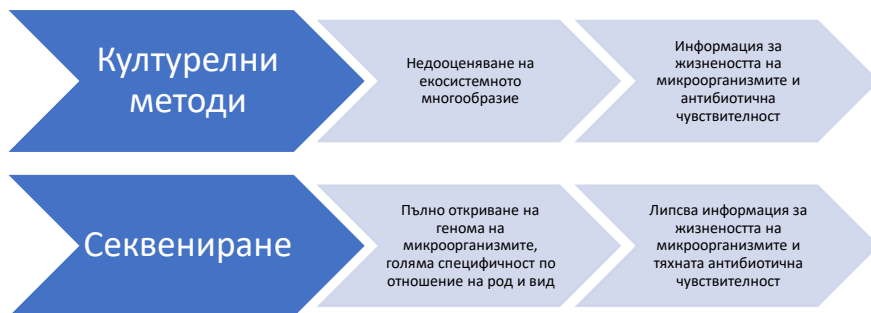 Културелни
методи
Недооценяване на
екосистемното
многообразие
Информация за
жизнеността на
микроорганизмите и
антибиотична
чувствителност
Секвениране
Пълно откриване на
генома на
микроорганизмите,
голяма специфичност по
отношение на род и вид
Липсва информация за
жизнеността на
микроорганизмите и
тяхната антибиотична
чувствителност